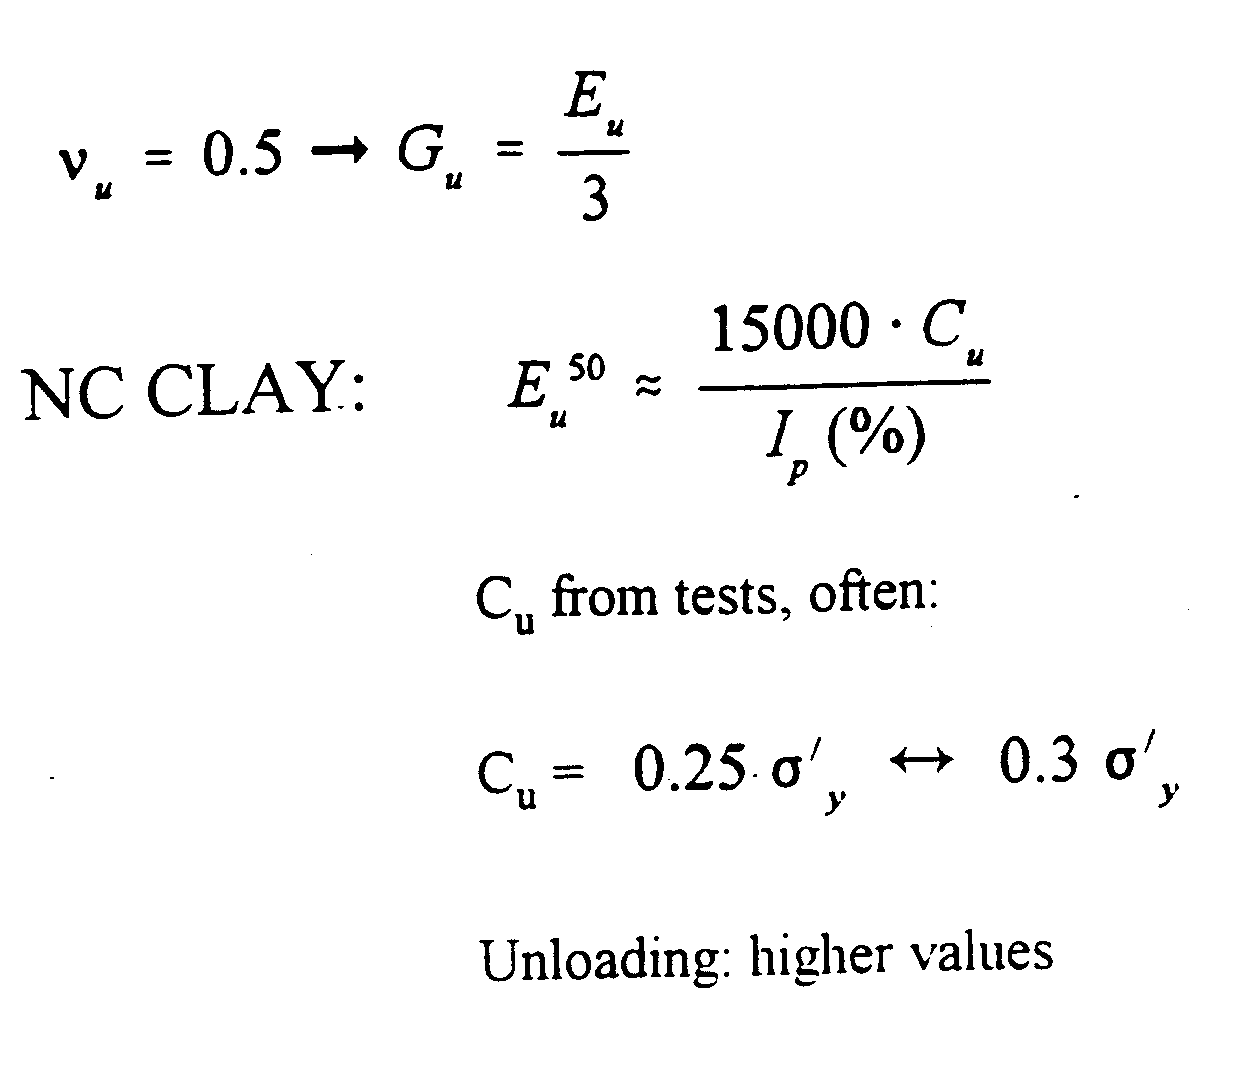 ν_u = 0.5 → G_u = E_u / 3
NC CLAY: E_u^50 ≈ 15000 · C_u / I_p (%)
C_u from tests, often:
C_u = 0.25 σ′_y ↔ 0.3 σ′_y
Unloading: higher values